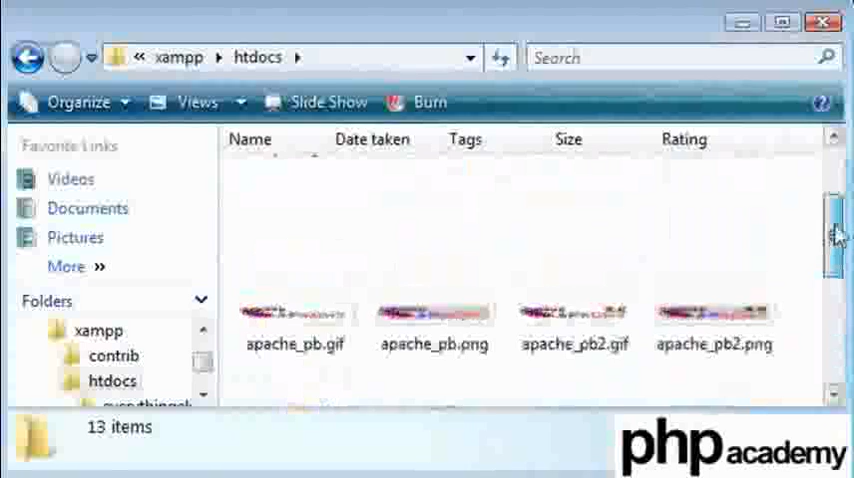 « xampp htdocs
Search
Organize Views Slide Show Burn
Name Date taken Tags Size Rating
Favorite Links
Videos
Documents
Pictures
More »
Folders
xampp
contrib
htdocs
apache_pb.gif apache_pb.png apache_pb2.gif apache_pb2.png
13 items
php academy